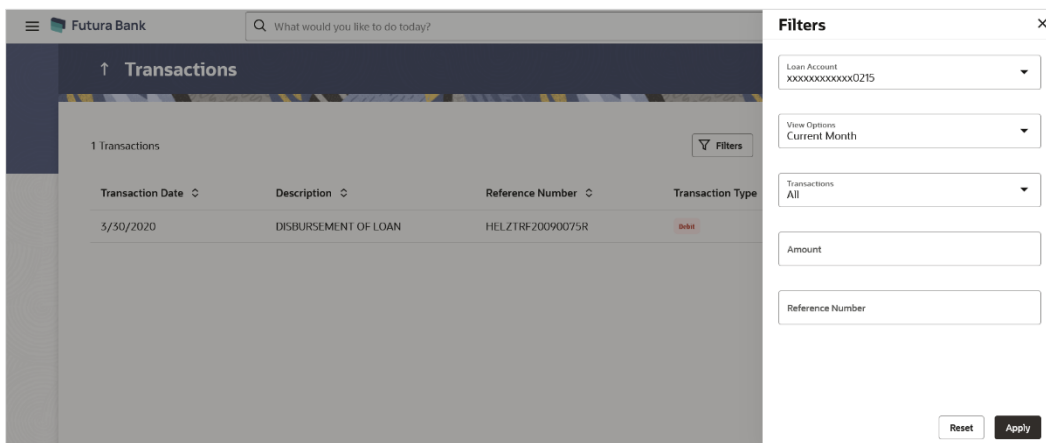 Futura Bank
What would you like to do today?
Transactions
1 Transactions
Filters
Transaction Date
Description
Reference Number
Transaction Type
3/30/2020
DISBURSEMENT OF LOAN
HELZTRF20090075R
Debit
Filters
Loan Account
xxxxxxxxxxxx0215
View Options
Current Month
Transactions
All
Amount
Reference Number
Reset
Apply